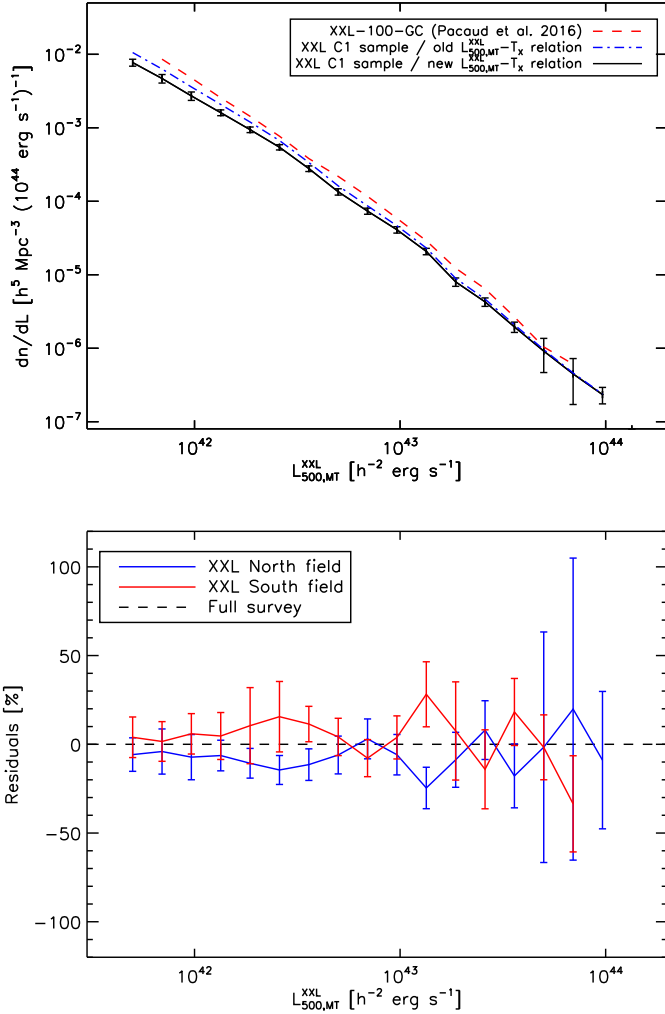 XXL-100-GC (Pacaud et al. 2016)
XXL C1 sample / old L^XXL_500,MT-T_X relation
XXL C1 sample / new L^XXL_500,MT-T_X relation
dn/dL [h^5 Mpc^-3 (10^44 erg s^-1)^-1]
10^-2
10^-3
10^-4
10^-5
10^-6
10^-7
10^42 10^43 10^44
L^XXL_500,MT [h^-2 erg s^-1]
XXL North field
XXL South field
Full survey
Residuals [%]
100
50
0
-50
-100
10^42 10^43 10^44
L^XXL_500,MT [h^-2 erg s^-1]